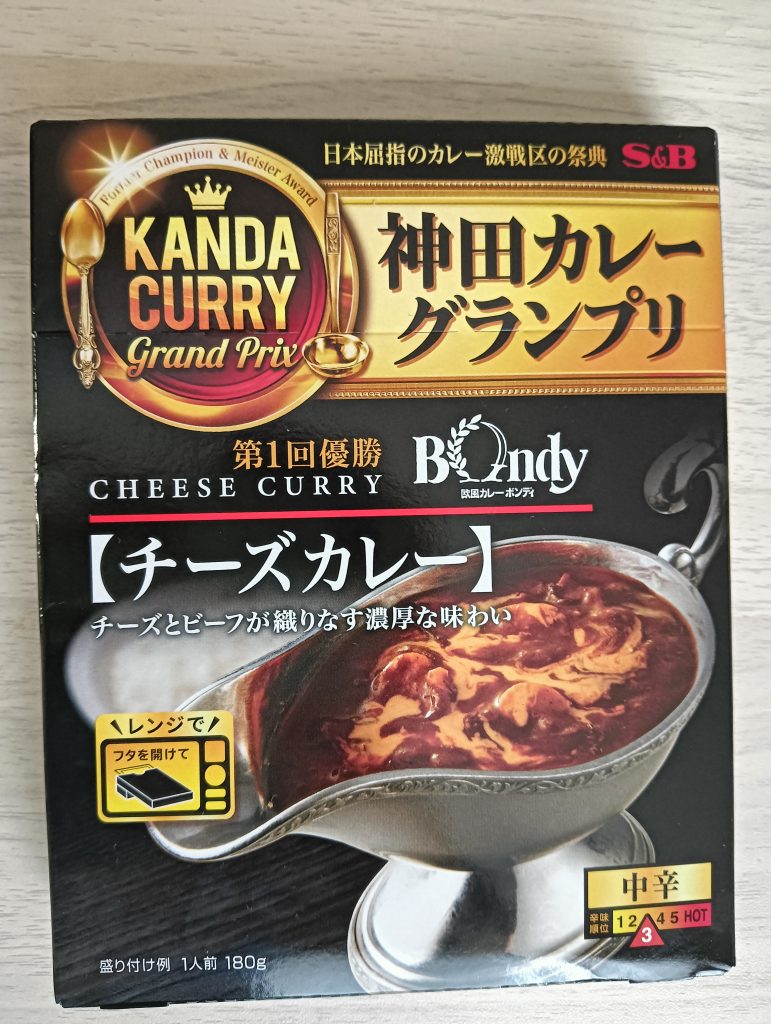 日本屈指のカレー激戦区の祭典
S&B
Champion & Meister Award
KANDA
CURRY
Grand Prix
神田カレー
グランプリ
第1回優勝
CHEESE CURRY
Bondy
欧風カレーボンディ
【チーズカレー】
チーズとビーフが織りなす濃厚な味わい
レンジで
フタを開けて
中辛
辛味
順位
1 2 3 4 5 HOT
盛り付け例 1人前 180g